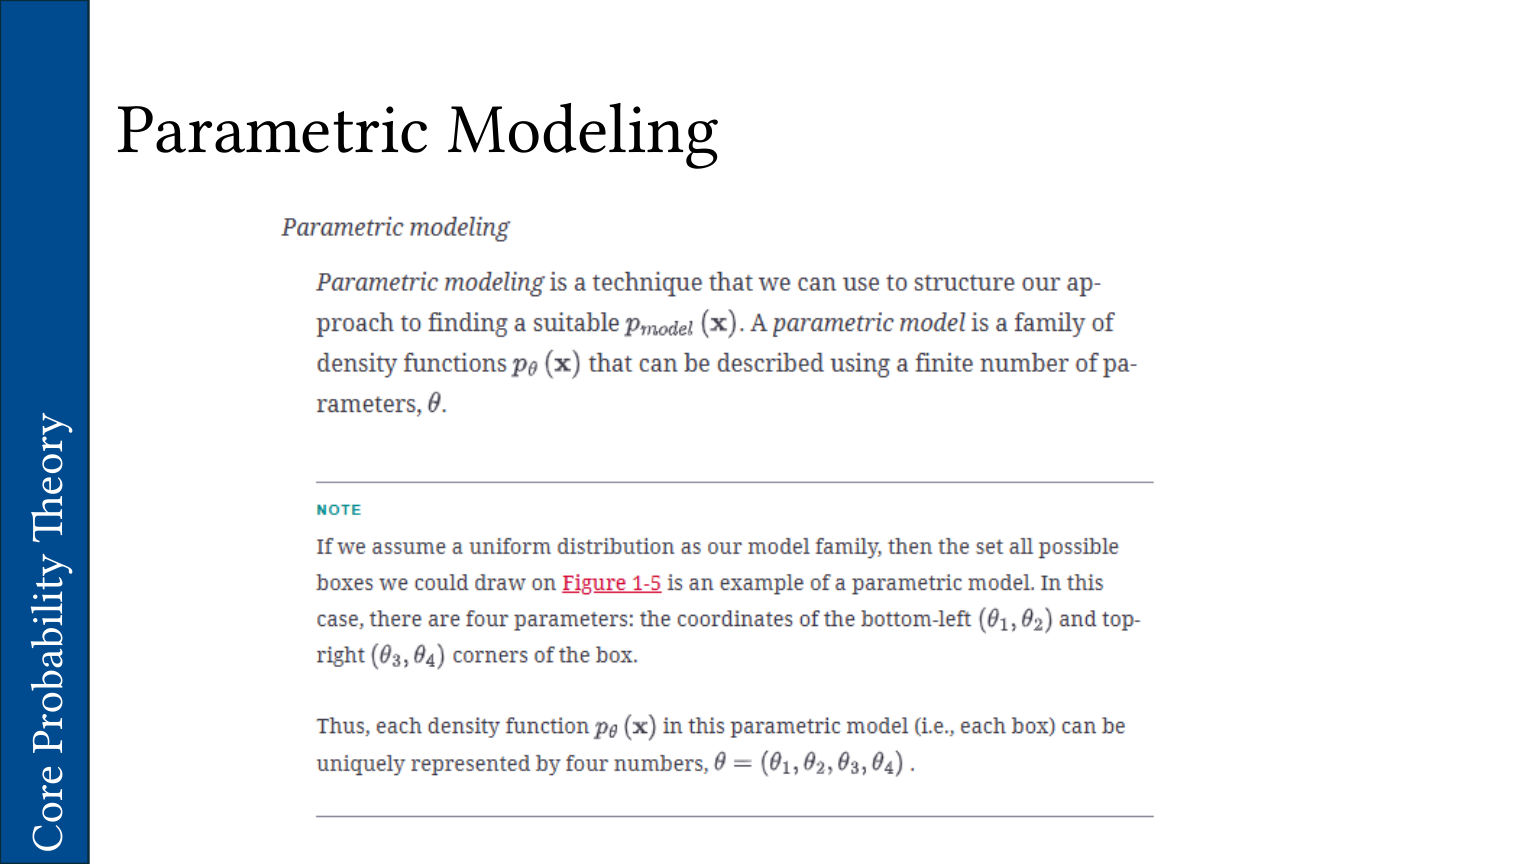 Core Probability Theory
Parametric Modeling
Parametric modeling
Parametric modeling is a technique that we can use to structure our ap-
proach to finding a suitable p_model (x). A parametric model is a family of
density functions p_θ (x) that can be described using a finite number of pa-
rameters, θ.
NOTE
If we assume a uniform distribution as our model family, then the set all possible
boxes we could draw on Figure 1-5 is an example of a parametric model. In this
case, there are four parameters: the coordinates of the bottom-left (θ₁, θ₂) and top-
right (θ₃, θ₄) corners of the box.
Thus, each density function p_θ (x) in this parametric model (i.e., each box) can be
uniquely represented by four numbers, θ = (θ₁, θ₂, θ₃, θ₄) .